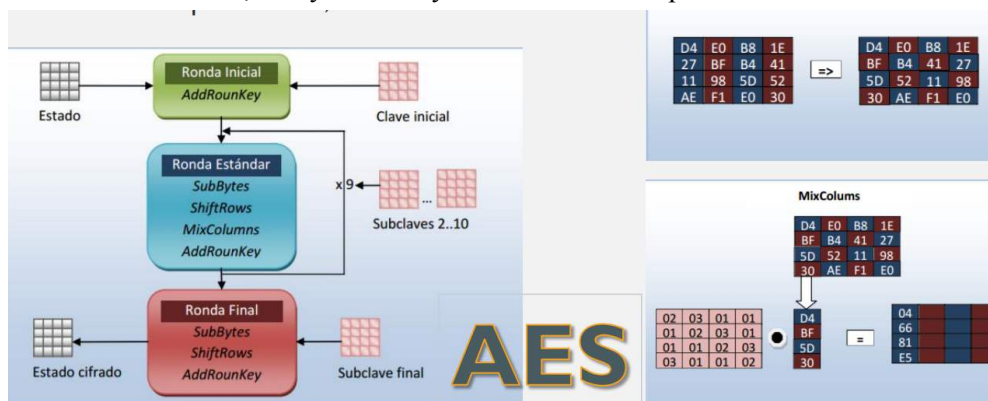 Ronda Inicial
AddRounKey
Estado
Clave inicial
Ronda Estándar
SubBytes
ShiftRows
MixColumns
AddRounKey
x 9
...
Subclaves 2..10
Ronda Final
SubBytes
ShiftRows
AddRounKey
Estado cifrado
Subclave final
AES
D4 E0 B8 1E
27 BF B4 41
11 98 5D 52
AE F1 E0 30
=>
D4 E0 B8 1E
BF B4 41 27
5D 52 11 98
30 AE F1 E0
MixColums
D4 E0 B8 1E
BF B4 41 27
5D 52 11 98
30 AE F1 E0
02 03 01 01
01 02 03 01
01 01 02 03
03 01 01 02
D4
BF
5D
30
=
04
66
81
E5